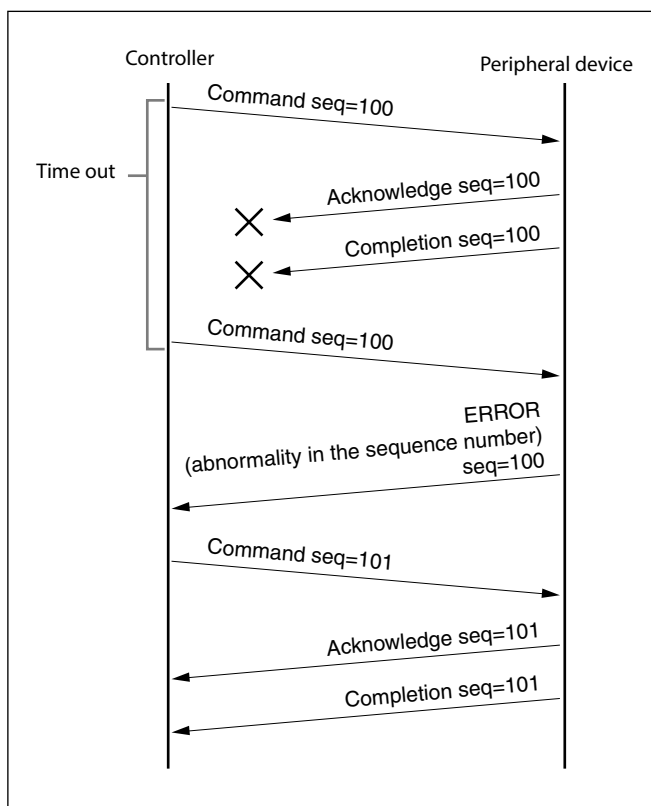 Controller
Peripheral device
Command seq=100
Time out
Acknowledge seq=100
Completion seq=100
Command seq=100
ERROR
(abnormality in the sequence number)
seq=100
Command seq=101
Acknowledge seq=101
Completion seq=101